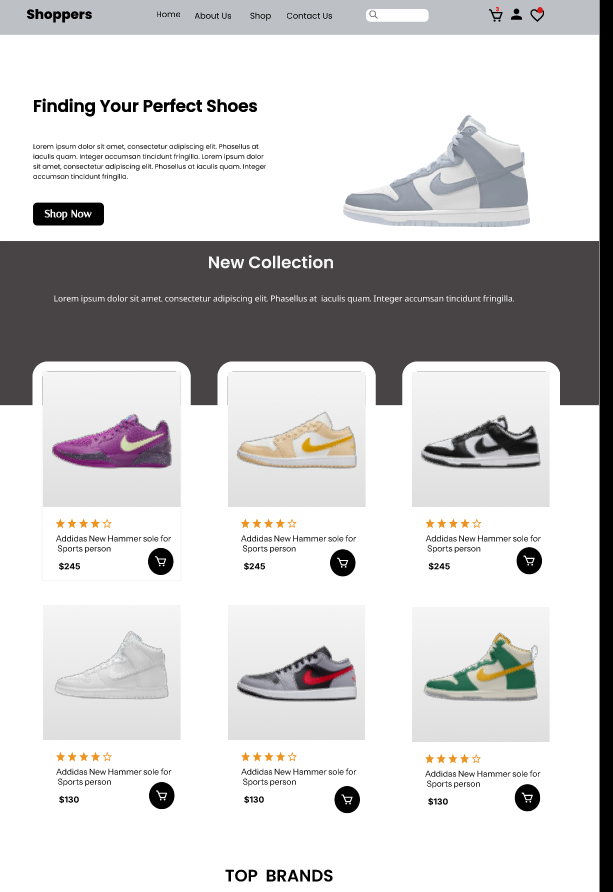 Shoppers
Home About Us Shop Contact Us
3
Finding Your Perfect Shoes
Lorem ipsum dolor sit amet, consectetur adipiscing elit. Phasellus at
iaculis quam. Integer accumsan tincidunt fringilla. Lorem ipsum dolor
sit amet, consectetur adipiscing elit. Phasellus at iaculis quam. Integer
accumsan tincidunt fringilla.
Shop Now
New Collection
Lorem ipsum dolor sit amet, consectetur adipiscing elit. Phasellus at iaculis quam. Integer accumsan tincidunt fringilla.
Addidas New Hammer sole for
Sports person
$245
Addidas New Hammer sole for
Sports person
$245
Addidas New Hammer sole for
Sports person
$245
Addidas New Hammer sole for
Sports person
$130
Addidas New Hammer sole for
Sports person
$130
Addidas New Hammer sole for
Sports person
$130
TOP BRANDS